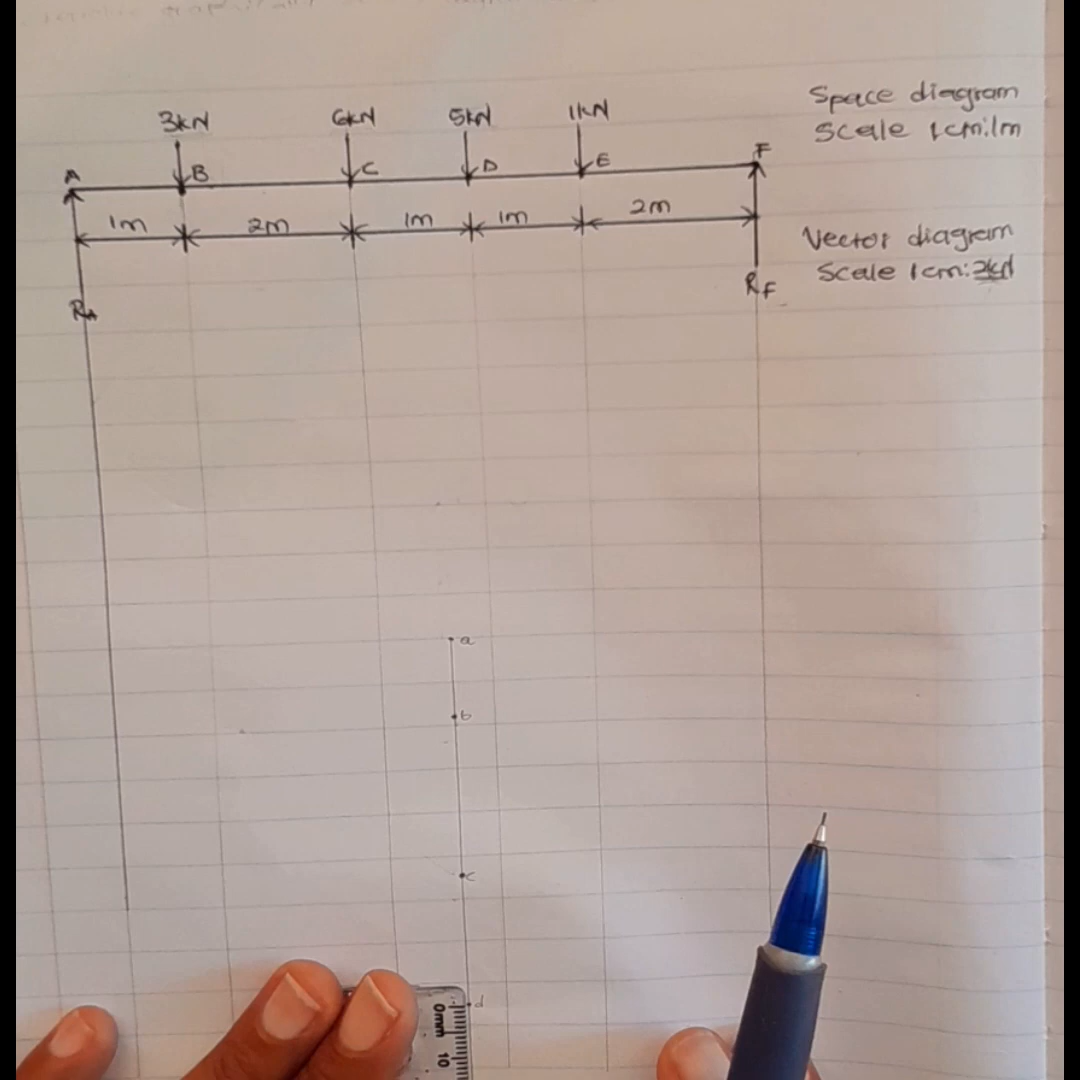 Space diagram
Scale 1cm:1m
3kN 6kN 5kN 1kN
A B C D E F
1m 2m 1m 1m 2m
Vector diagram
Scale 1cm:2kN
RA RF
a
b
c
d
0mm 10